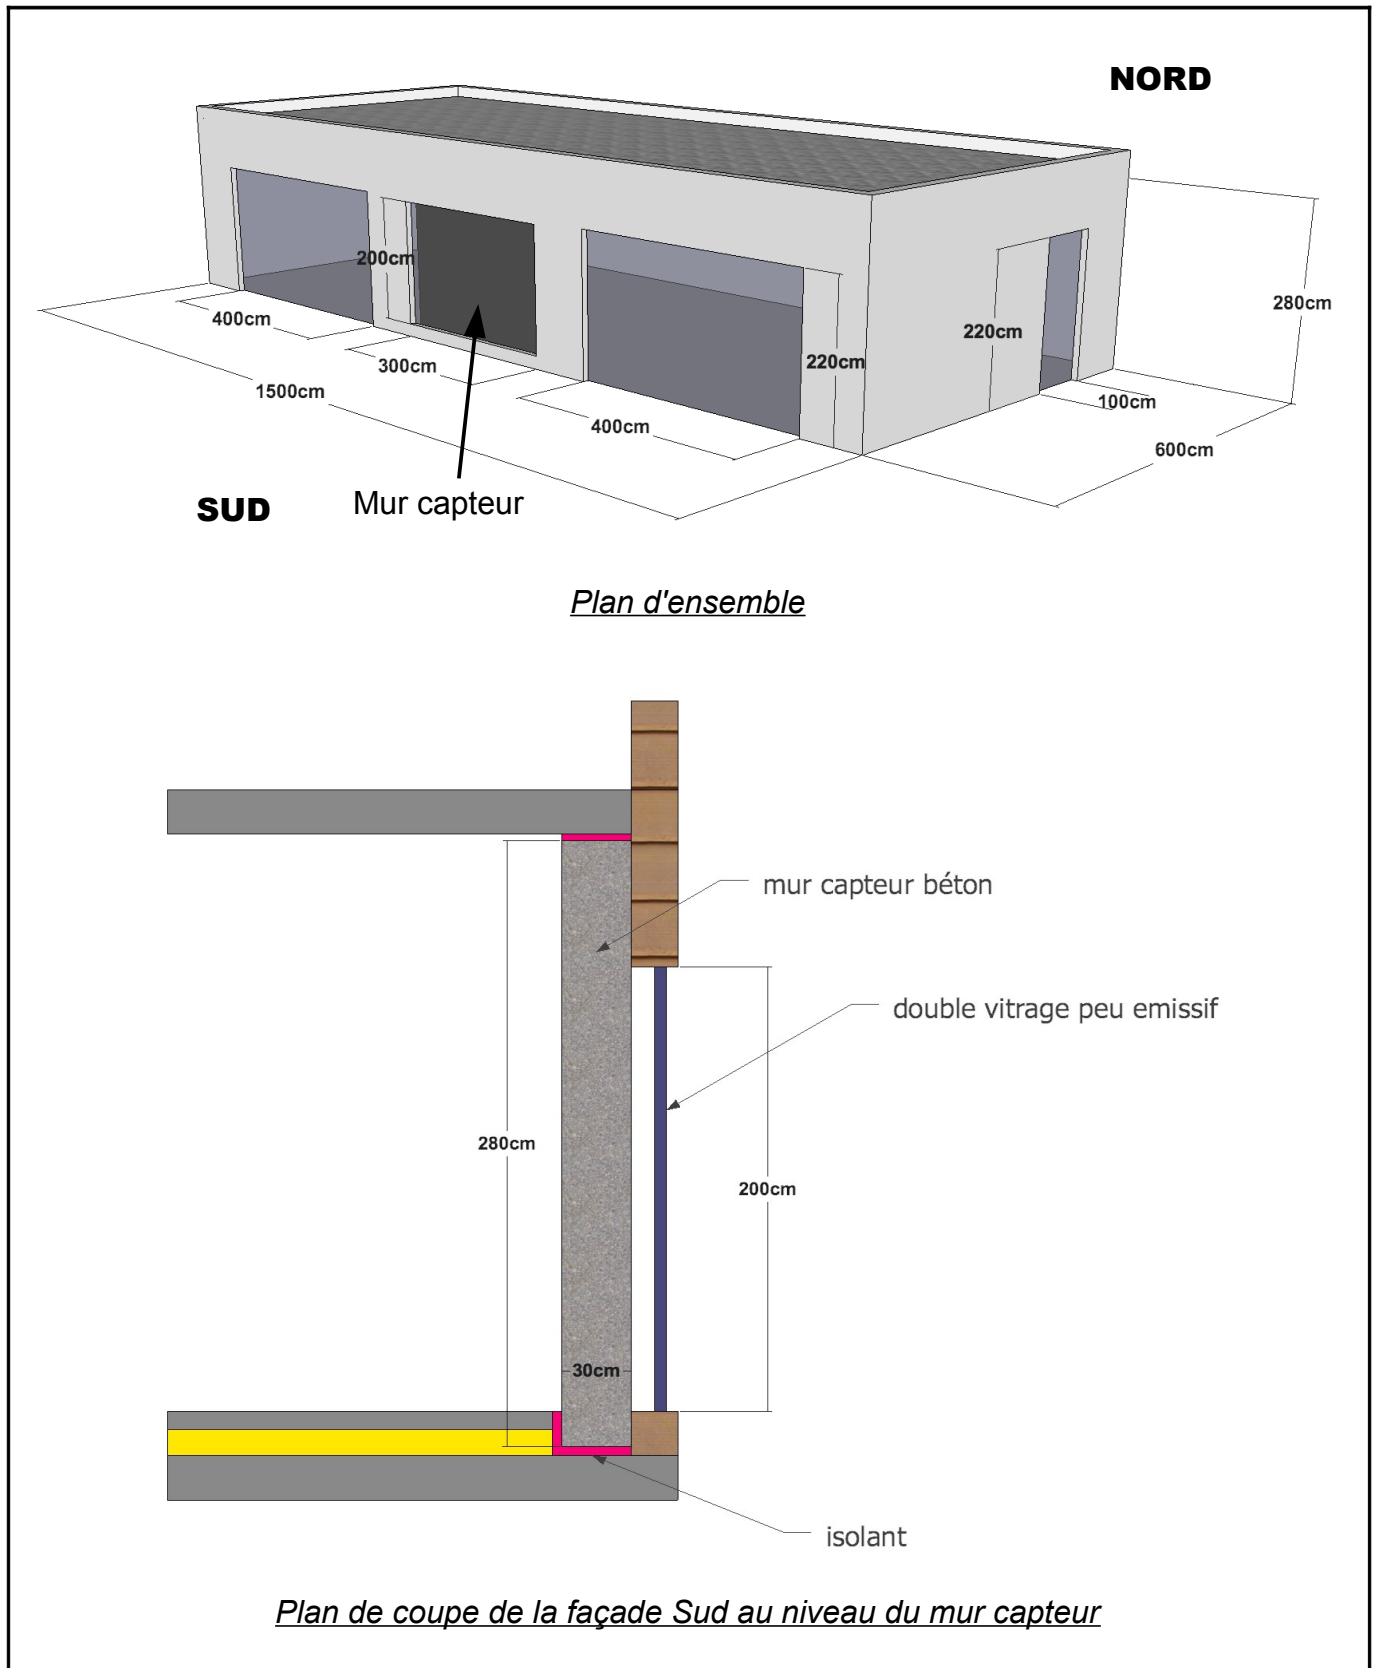 NORD
200cm
280cm
400cm
220cm
220cm
300cm
1500cm
100cm
400cm
600cm
SUD
Mur capteur
Plan d'ensemble
mur capteur béton
double vitrage peu emissif
280cm
200cm
30cm
isolant
Plan de coupe de la façade Sud au niveau du mur capteur